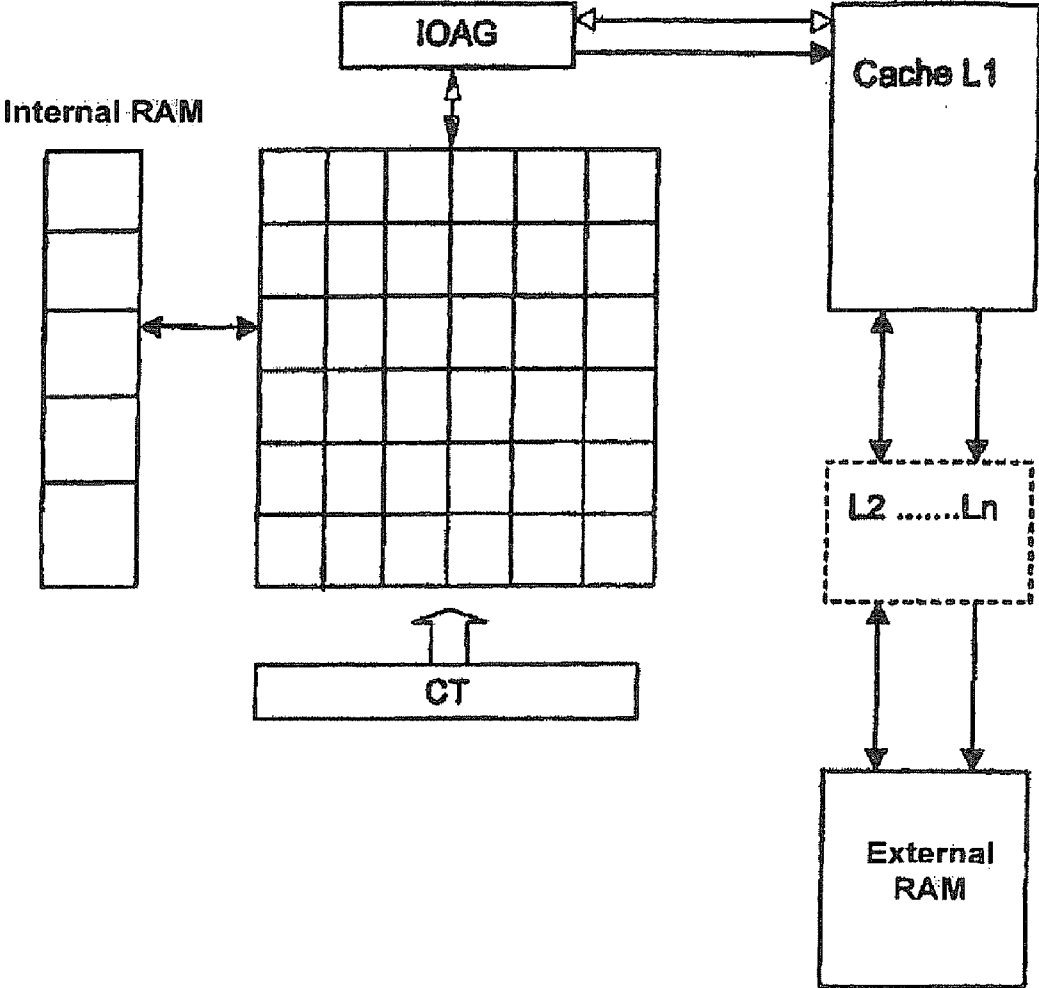 IOAG
Cache L1
Internal RAM
L2 .......Ln
CT
External
RAM